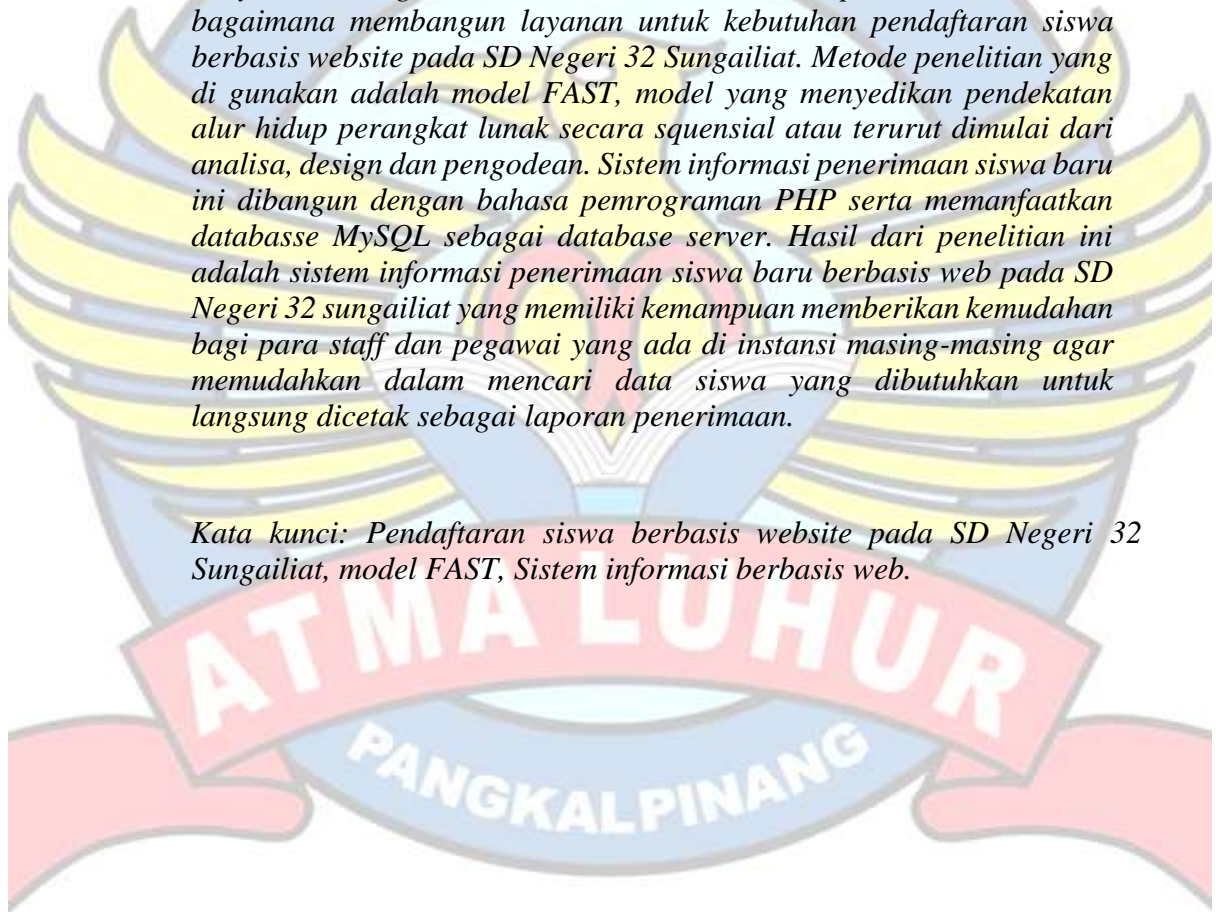 bagaimana membangun layanan untuk kebutuhan pendaftaran siswa
berbasis website pada SD Negeri 32 Sungailiat. Metode penelitian yang
di gunakan adalah model FAST, model yang menyedikan pendekatan
alur hidup perangkat lunak secara squensial atau terurut dimulai dari
analisa, design dan pengodean. Sistem informasi penerimaan siswa baru
ini dibangun dengan bahasa pemrograman PHP serta memanfaatkan
databasse MySQL sebagai database server. Hasil dari penelitian ini
adalah sistem informasi penerimaan siswa baru berbasis web pada SD
Negeri 32 sungailiat yang memiliki kemampuan memberikan kemudahan
bagi para staff dan pegawai yang ada di instansi masing-masing agar
memudahkan dalam mencari data siswa yang dibutuhkan untuk
langsung dicetak sebagai laporan penerimaan.
Kata kunci: Pendaftaran siswa berbasis website pada SD Negeri 32
Sungailiat, model FAST, Sistem informasi berbasis web.
ATMA LUHUR
PANGKALPINANG